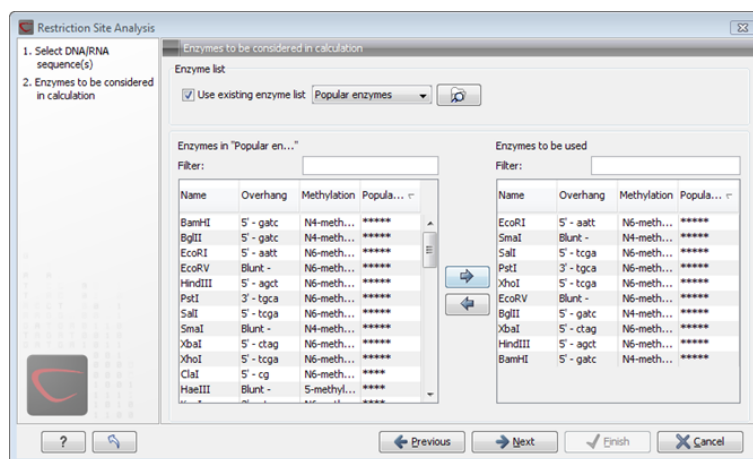 Restriction Site Analysis
1. Select DNA/RNA
sequence(s)
2. Enzymes to be considered
in calculation
Enzymes to be considered in calculation
Enzyme list
Use existing enzyme list Popular enzymes
Enzymes in "Popular en..."
Filter:
Name Overhang Methylation Popula...
BamHI 5' - gatc N4-meth... *****
BglII 5' - gatc N4-meth... *****
EcoRI 5' - aatt N6-meth... *****
EcoRV Blunt - N6-meth... *****
HindIII 5' - agct N6-meth... *****
PstI 3' - tgca N6-meth... *****
SalI 5' - tcga N6-meth... *****
SmaI Blunt - N4-meth... *****
XbaI 5' - ctag N6-meth... *****
XhoI 5' - tcga N6-meth... *****
ClaI 5' - cg N6-meth... ****
HaeIII Blunt - 5-methyl... ****
Enzymes to be used
Filter:
Name Overhang Methylation Popula...
EcoRI 5' - aatt N6-meth... *****
SmaI Blunt - N4-meth... *****
SalI 5' - tcga N6-meth... *****
PstI 3' - tgca N6-meth... *****
XhoI 5' - tcga N6-meth... *****
EcoRV Blunt - N6-meth... *****
BglII 5' - gatc N4-meth... *****
XbaI 5' - ctag N6-meth... *****
HindIII 5' - agct N6-meth... *****
BamHI 5' - gatc N4-meth... *****
? Previous Next Finish Cancel